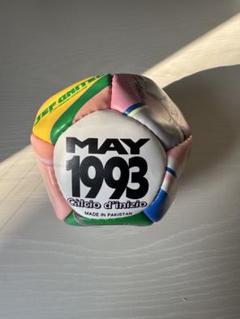 MAY
1993
Calcio d'inizio
MADE IN PAKISTAN